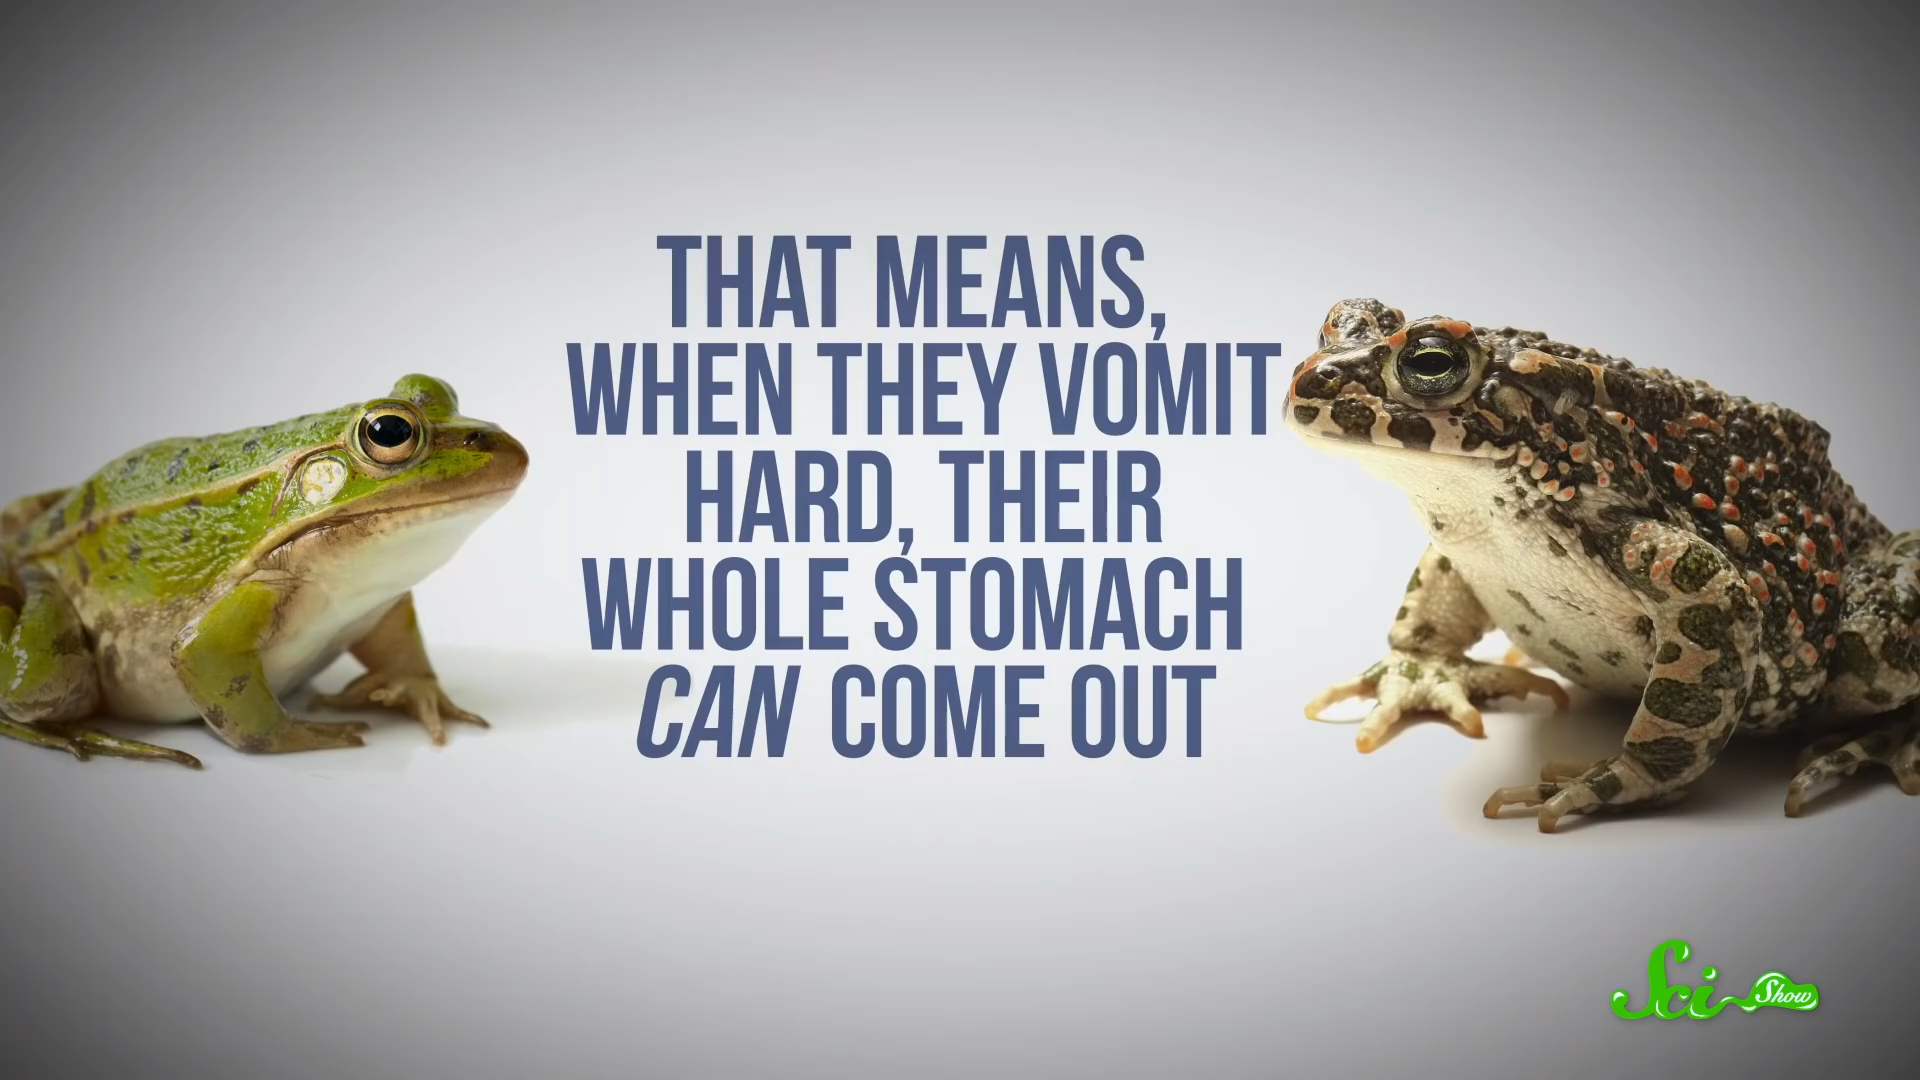 THAT MEANS,
WHEN THEY VOMIT
HARD, THEIR
WHOLE STOMACH
CAN COME OUT
Sci Show